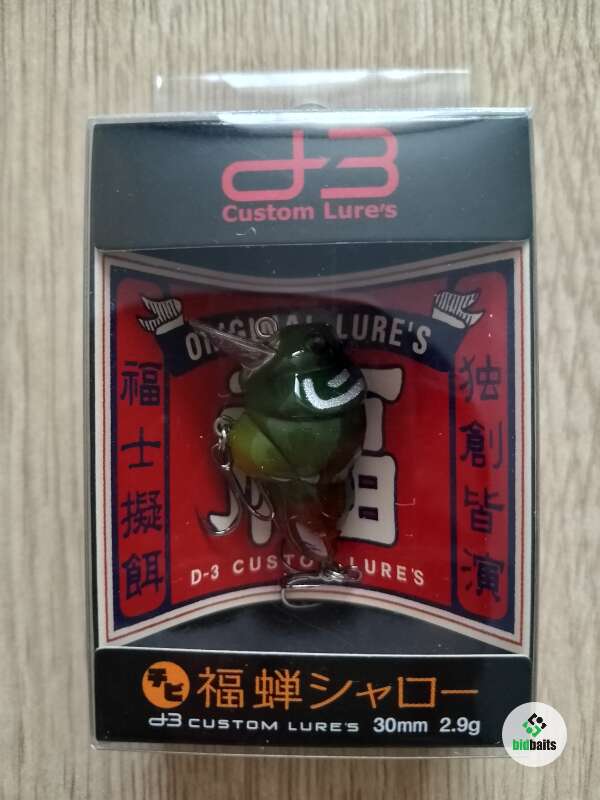 d3
Custom Lure's
ORIGINAL LURE'S
福士擬餌
独創皆演
福
D-3 CUSTOM LURE'S
チビ
福蝉シャロー
d3 CUSTOM LURE'S 30mm 2.9g
bidbaits